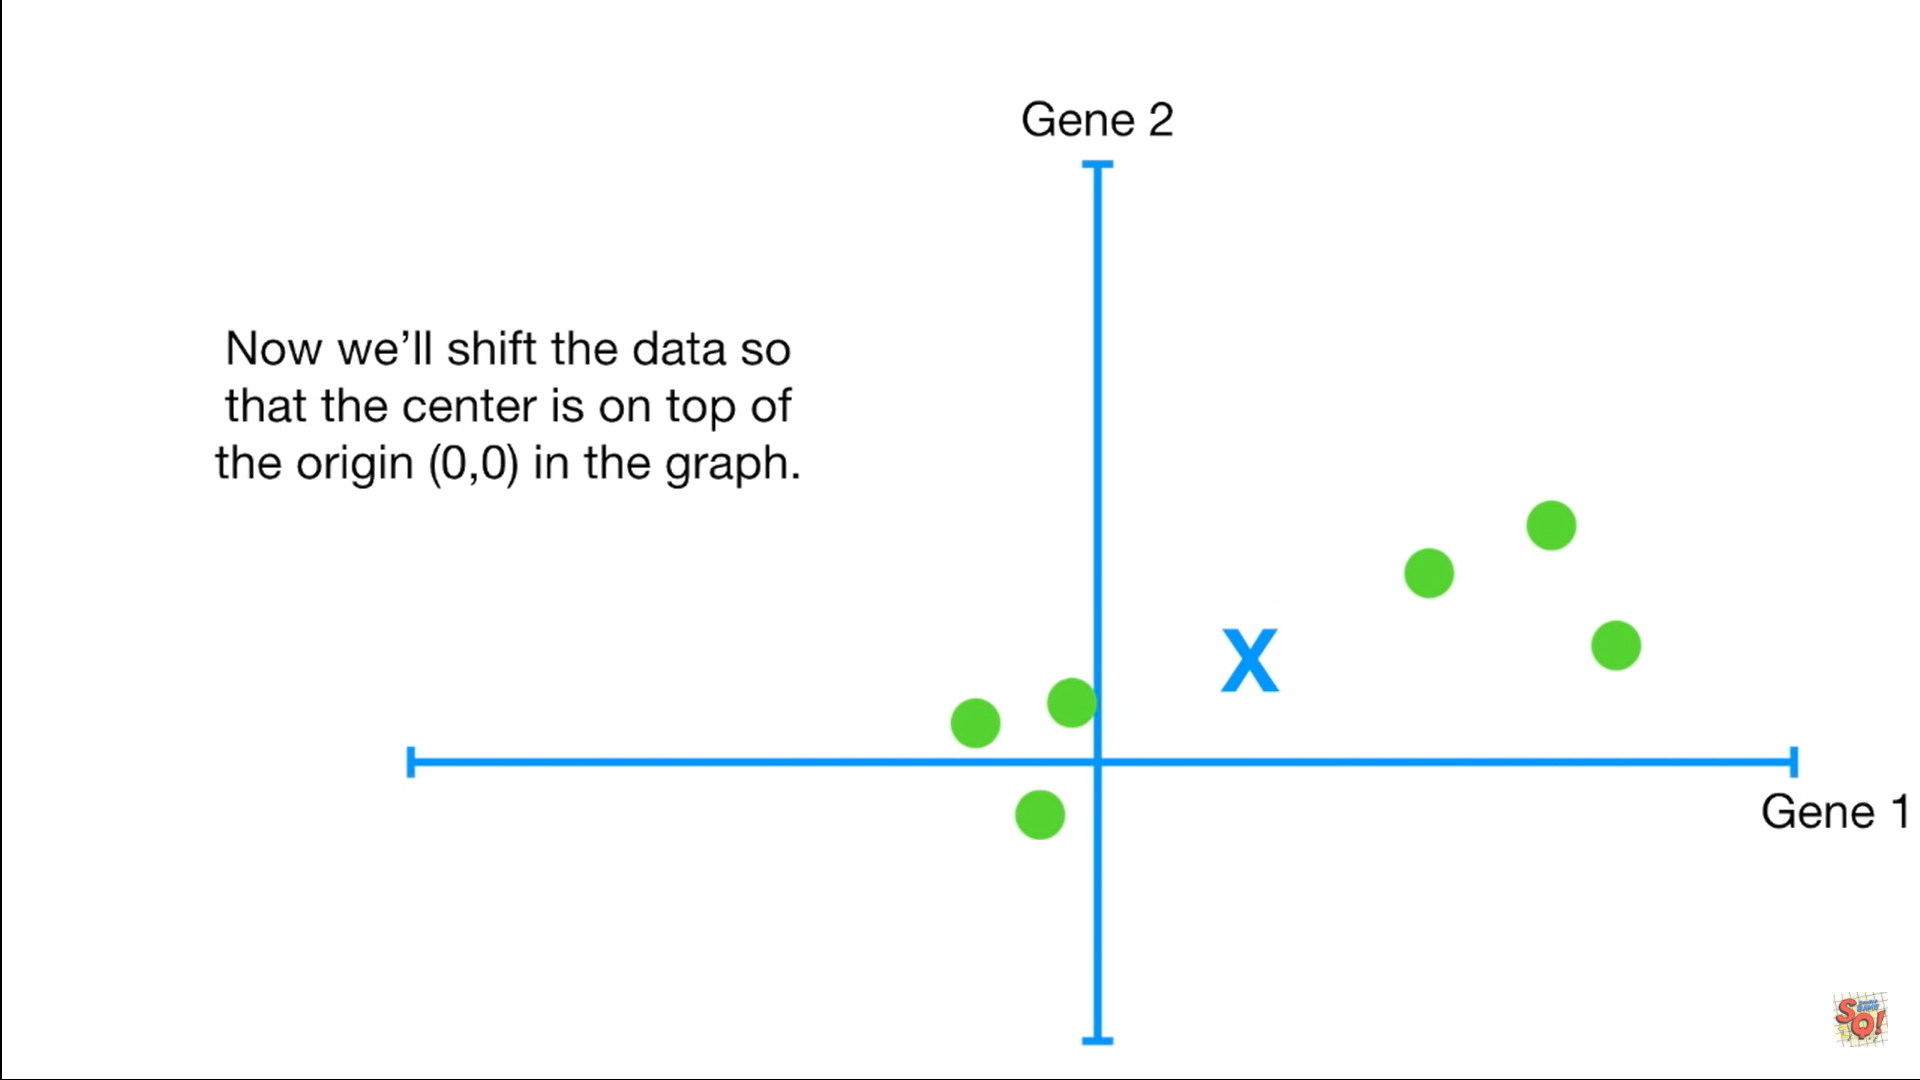 Gene 2
Now we’ll shift the data so
that the center is on top of
the origin (0,0) in the graph.
X
Gene 1
SQ!